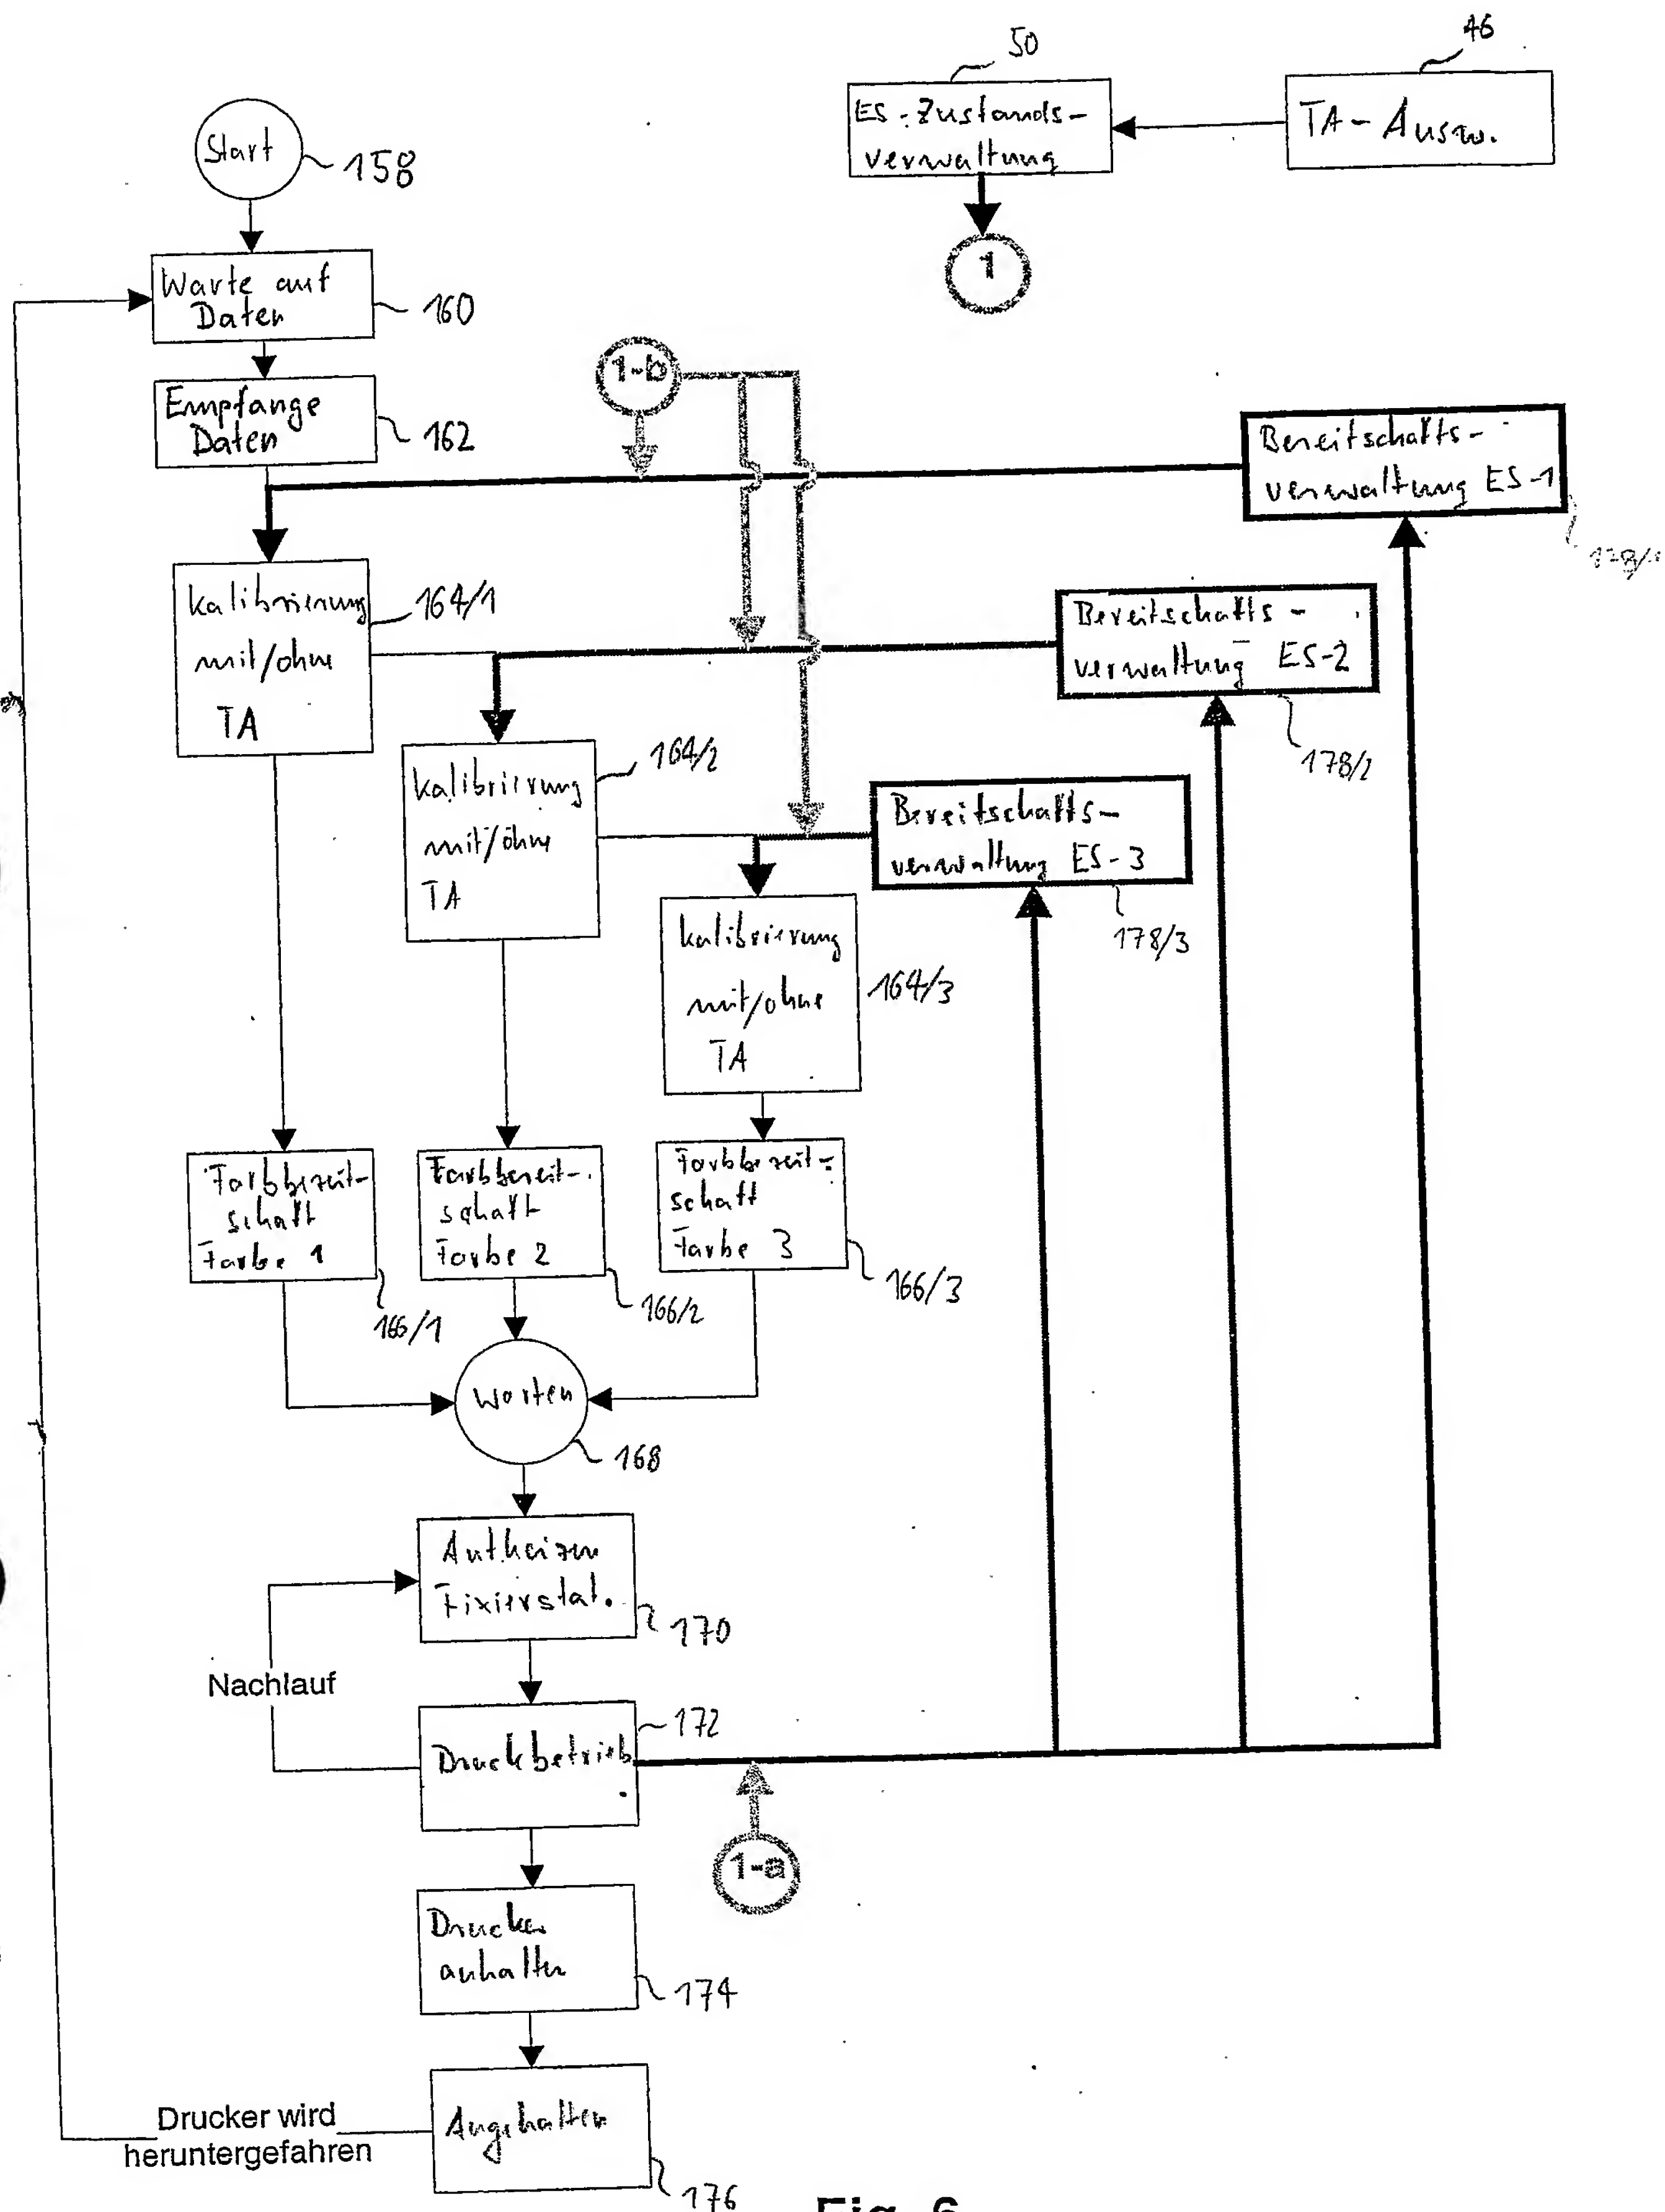 50
46
ES-Zustands-
verwaltung
TA-Ausw.
Start
158
1
Warte auf
Daten
160
1-b
Empfange
Daten
162
Bereitschafts-
verwaltung ES-1
Kalibrierung
mit/ohne
TA
164/1
Bereitschafts-
verwaltung ES-2
178/2
Kalibrierung
mit/ohne
TA
164/2
Bereitschafts-
verwaltung ES-3
178/3
Kalibrierung
mit/ohne
TA
164/3
Farbbereit-
schaft
Farbe 1
166/1
Farbbereit-
schaft
Farbe 2
166/2
Farbbereit-
schaft
Farbe 3
166/3
Warten
168
Aufheizen
Fixierstat.
170
Nachlauf
Druckbetrieb
172
1-a
Drucker
anhalten
174
Angehalten
176
Drucker wird
heruntergefahren
Fig. 6